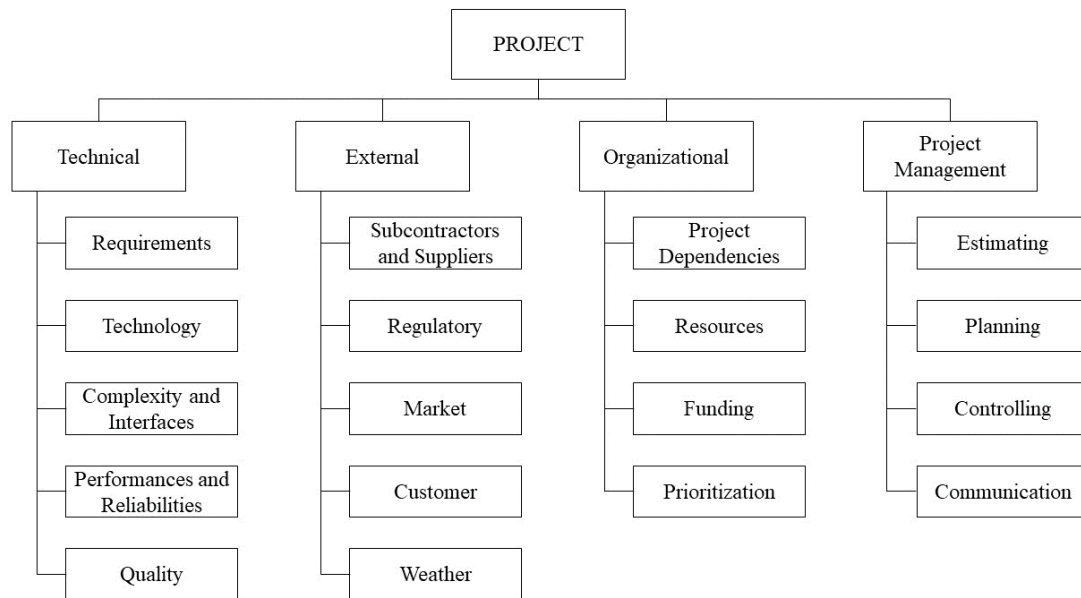 PROJECT
Technical
External
Organizational
Project
Management
Requirements
Subcontractors
and Suppliers
Project
Dependencies
Estimating
Technology
Regulatory
Resources
Planning
Complexity and
Interfaces
Market
Funding
Controlling
Performances and
Reliabilities
Customer
Prioritization
Communication
Quality
Weather